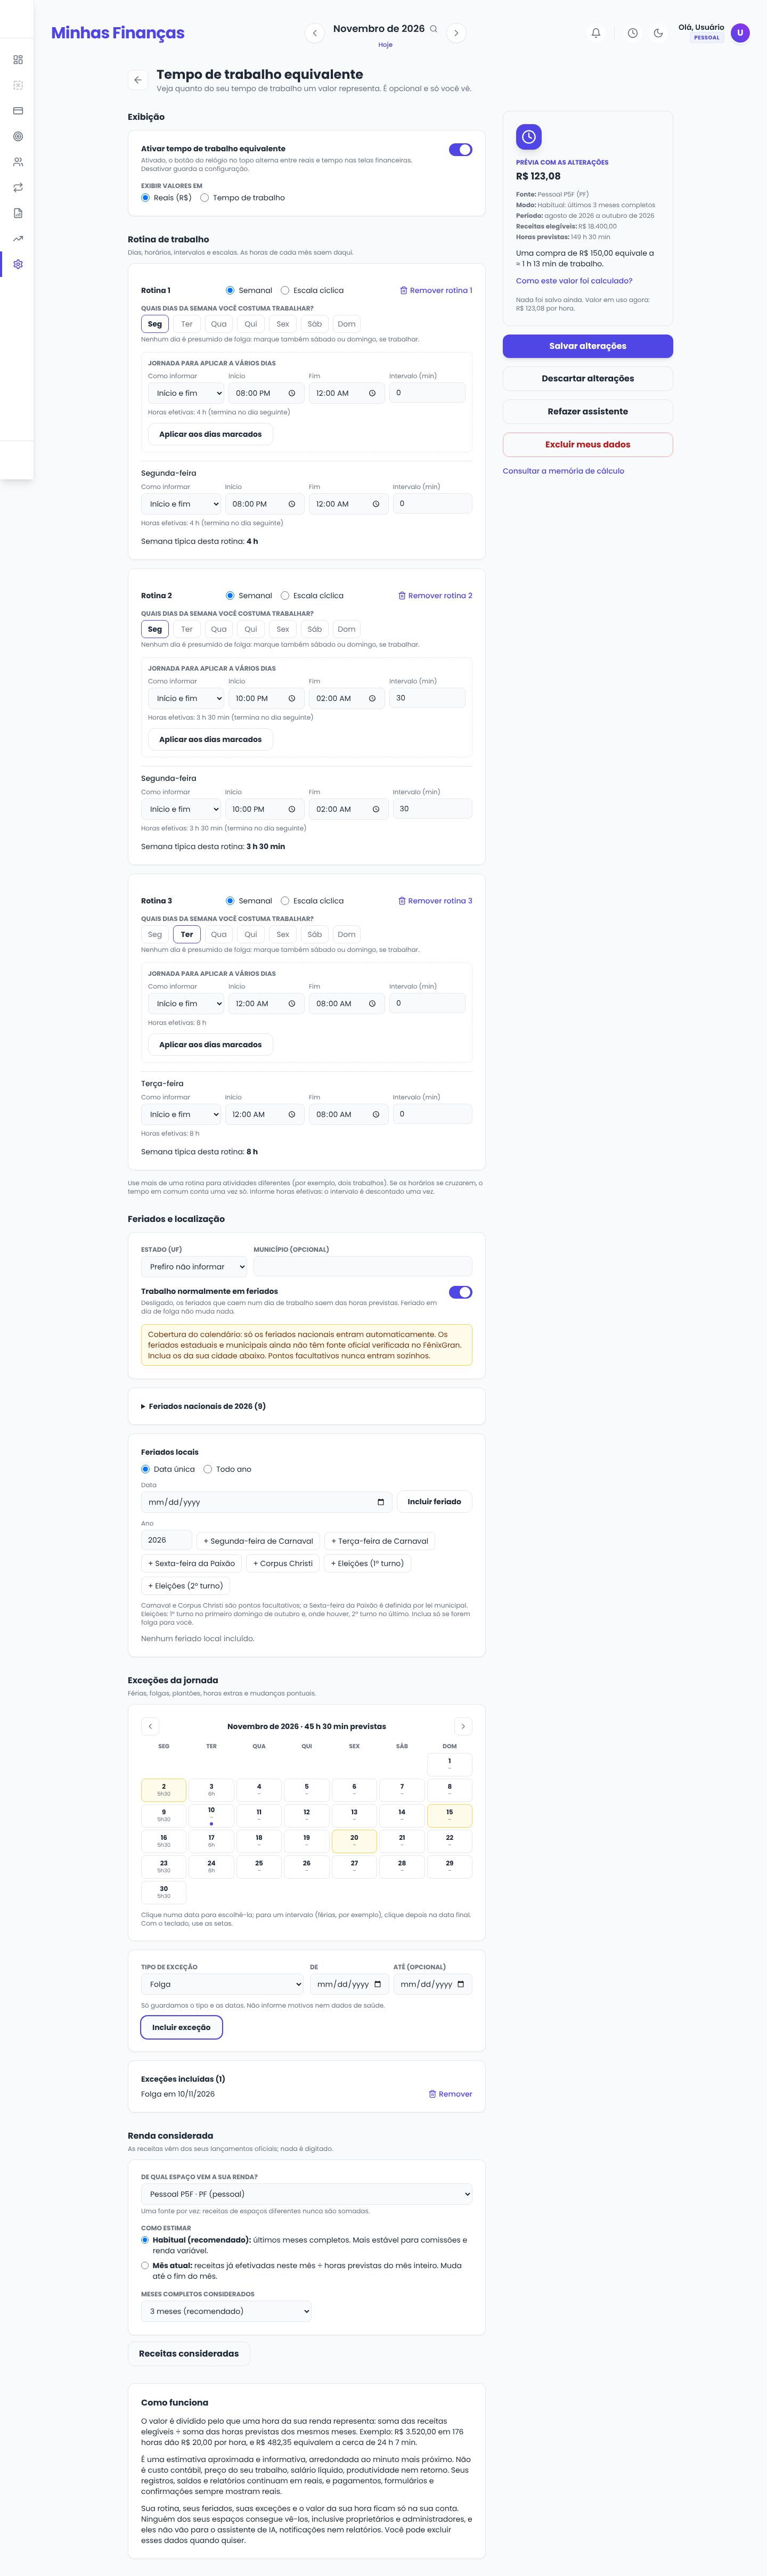 Minhas Finanças
Novembro de 2026
Hoje
Olá, Usuário
PESSOAL
U
Tempo de trabalho equivalente
Veja quanto do seu tempo de trabalho um valor representa. É opcional e só você vê.
Exibição
Ativar tempo de trabalho equivalente
Ativado, o botão do relógio no topo alterna entre reais e tempo nas telas financeiras.
Desativar guarda a configuração.
EXIBIR VALORES EM
Reais (R$) Tempo de trabalho
Rotina de trabalho
Dias, horários, intervalos e escalas. As horas de cada mês saem daqui.
Rotina 1 Semanal Escala cíclica Remover rotina 1
QUAIS DIAS DA SEMANA VOCÊ COSTUMA TRABALHAR?
Seg Ter Qua Qui Sex Sáb Dom
Nenhum dia é presumido de folga: marque também sábado ou domingo, se trabalhar.
JORNADA PARA APLICAR A VÁRIOS DIAS
Como informar Início Fim Intervalo (min)
Início e fim 08:00 PM 12:00 AM 0
Horas efetivas: 4 h (termina no dia seguinte)
Aplicar aos dias marcados
Segunda-feira
Como informar Início Fim Intervalo (min)
Início e fim 08:00 PM 12:00 AM 0
Horas efetivas: 4 h (termina no dia seguinte)
Semana típica desta rotina: 4 h
Rotina 2 Semanal Escala cíclica Remover rotina 2
QUAIS DIAS DA SEMANA VOCÊ COSTUMA TRABALHAR?
Seg Ter Qua Qui Sex Sáb Dom
Nenhum dia é presumido de folga: marque também sábado ou domingo, se trabalhar.
JORNADA PARA APLICAR A VÁRIOS DIAS
Como informar Início Fim Intervalo (min)
Início e fim 10:00 PM 02:00 AM 30
Horas efetivas: 3 h 30 min (termina no dia seguinte)
Aplicar aos dias marcados
Segunda-feira
Como informar Início Fim Intervalo (min)
Início e fim 10:00 PM 02:00 AM 30
Horas efetivas: 3 h 30 min (termina no dia seguinte)
Semana típica desta rotina: 3 h 30 min
Rotina 3 Semanal Escala cíclica Remover rotina 3
QUAIS DIAS DA SEMANA VOCÊ COSTUMA TRABALHAR?
Seg Ter Qua Qui Sex Sáb Dom
Nenhum dia é presumido de folga: marque também sábado ou domingo, se trabalhar.
JORNADA PARA APLICAR A VÁRIOS DIAS
Como informar Início Fim Intervalo (min)
Início e fim 12:00 AM 08:00 AM 0
Horas efetivas: 8 h
Aplicar aos dias marcados
Terça-feira
Como informar Início Fim Intervalo (min)
Início e fim 12:00 AM 08:00 AM 0
Horas efetivas: 8 h
Semana típica desta rotina: 8 h
Use mais de uma rotina para atividades diferentes (por exemplo, dois trabalhos). Se os horários se cruzarem, o
tempo em comum conta uma vez só. Informe horas efetivas: o intervalo é descontado uma vez.
Feriados e localização
ESTADO (UF) MUNICÍPIO (OPCIONAL)
Prefiro não informar
Trabalho normalmente em feriados
Desligado, os feriados que caem num dia de trabalho saem das horas previstas. Feriado em
dia de folga não muda nada.
Cobertura do calendário: só os feriados nacionais entram automaticamente. Os
feriados estaduais e municipais ainda não têm fonte oficial verificada no FênixGran.
Inclua os da sua cidade abaixo. Pontos facultativos nunca entram sozinhos.
Feriados nacionais de 2026 (9)
Feriados locais
Data única Todo ano
Data
mm/dd/yyyy Incluir feriado
Ano
2026 + Segunda-feira de Carnaval + Terça-feira de Carnaval
+ Sexta-feira da Paixão + Corpus Christi + Eleições (1º turno)
+ Eleições (2º turno)
Carnaval e Corpus Christi são pontos facultativos; a Sexta-feira da Paixão é definida por lei municipal.
Eleições: 1º turno no primeiro domingo de outubro e, onde houver, 2º turno no último. Inclua só se forem
folga para você.
Nenhum feriado local incluído.
Exceções da jornada
Férias, folgas, plantões, horas extras e mudanças pontuais.
Novembro de 2026 · 45 h 30 min previstas
SEG TER QUA QUI SEX SÁB DOM
1
–
2 3 4 5 6 7 8
5h30 6h – – – – –
9 10 11 12 13 14 15
5h30 – – – – – –
16 17 18 19 20 21 22
5h30 6h – – – – –
23 24 25 26 27 28 29
5h30 6h – – – – –
30
5h30
Clique numa data para escolhê-la; para um intervalo (férias, por exemplo), clique depois na data final.
Com o teclado, use as setas.
TIPO DE EXCEÇÃO DE ATÉ (OPCIONAL)
Folga mm/dd/yyyy mm/dd/yyyy
Só guardamos o tipo e as datas. Não informe motivos nem dados de saúde.
Incluir exceção
Exceções incluídas (1)
Folga em 10/11/2026 Remover
Renda considerada
As receitas vêm dos seus lançamentos oficiais; nada é digitado.
DE QUAL ESPAÇO VEM A SUA RENDA?
Pessoal P5F · PF (pessoal)
Uma fonte por vez: receitas de espaços diferentes nunca são somadas.
COMO ESTIMAR
Habitual (recomendado): últimos meses completos. Mais estável para comissões e
renda variável.
Mês atual: receitas já efetivadas neste mês ÷ horas previstas do mês inteiro. Muda
até o fim do mês.
MESES COMPLETOS CONSIDERADOS
3 meses (recomendado)
Receitas consideradas
Como funciona
O valor é dividido pelo que uma hora da sua renda representa: soma das receitas
elegíveis ÷ soma das horas previstas dos mesmos meses. Exemplo: R$ 3.520,00 em 176
horas dão R$ 20,00 por hora, e R$ 482,35 equivalem a cerca de 24 h 7 min.
É uma estimativa aproximada e informativa, arredondada ao minuto mais próximo. Não
é custo contábil, preço do seu trabalho, salário líquido, produtividade nem retorno. Seus
registros, saldos e relatórios continuam em reais, e pagamentos, formulários e
confirmações sempre mostram reais.
Sua rotina, seus feriados, suas exceções e o valor da sua hora ficam só na sua conta.
Ninguém dos seus espaços consegue vê-los, inclusive proprietários e administradores, e
eles não vão para o assistente de IA, notificações nem relatórios. Você pode excluir
esses dados quando quiser.
PRÉVIA COM AS ALTERAÇÕES
R$ 123,08
Fonte: Pessoal P5F (PF)
Modo: Habitual: últimos 3 meses completos
Período: agosto de 2026 a outubro de 2026
Receitas elegíveis: R$ 18.400,00
Horas previstas: 149 h 30 min
Uma compra de R$ 150,00 equivale a
≈ 1 h 13 min de trabalho.
Como este valor foi calculado?
Nada foi salvo ainda. Valor em uso agora:
R$ 123,08 por hora.
Salvar alterações
Descartar alterações
Refazer assistente
Excluir meus dados
Consultar a memória de cálculo